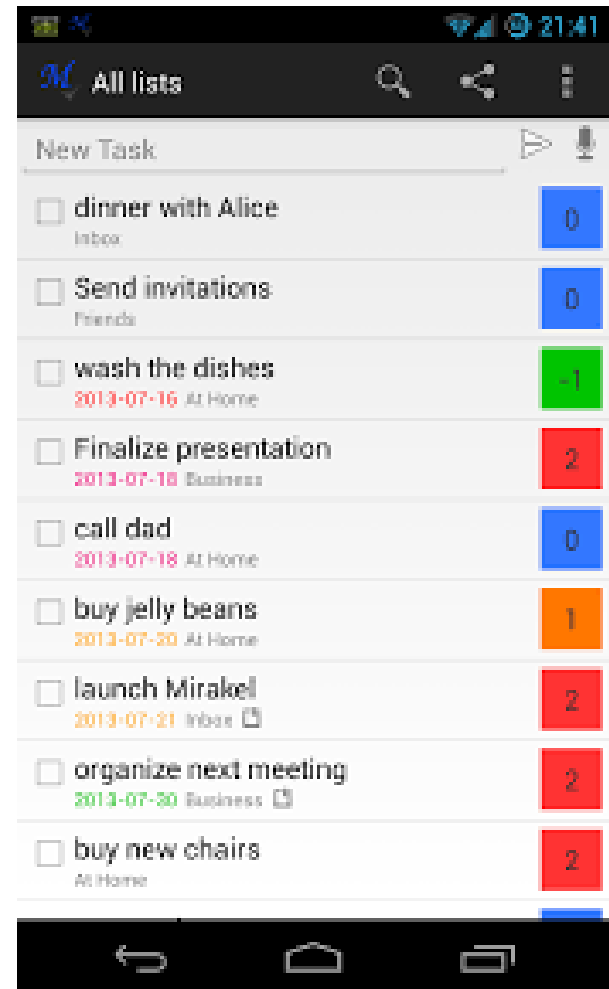 21:41
M All lists
New Task
dinner with Alice
0
Inbox
Send invitations
0
Friends
wash the dishes
-1
2013-07-16 At Home
Finalize presentation
2
2013-07-18 Business
call dad
0
2013-07-18 At Home
buy jelly beans
1
2013-07-20 At Home
launch Mirakel
2
2013-07-21 Inbox
organize next meeting
2
2013-07-30 Business
buy new chairs
2
At Home